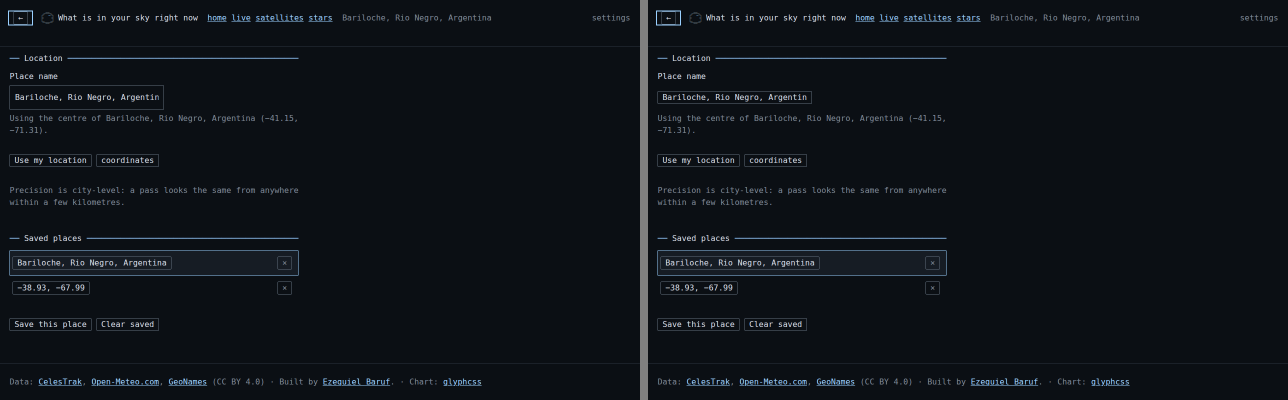 ← What is in your sky right now home live satellites stars Bariloche, Rio Negro, Argentina settings
Location
Place name
Bariloche, Rio Negro, Argentin
Using the centre of Bariloche, Rio Negro, Argentina (−41.15,
−71.31).
Use my location coordinates
Precision is city-level: a pass looks the same from anywhere
within a few kilometres.
Saved places
Bariloche, Rio Negro, Argentina ×
−38.93, −67.99 ×
Save this place Clear saved
Data: CelesTrak, Open-Meteo.com, GeoNames (CC BY 4.0) · Built by Ezequiel Baruf. · Chart: glyphcss
← What is in your sky right now home live satellites stars Bariloche, Rio Negro, Argentina settings
Location
Place name
Bariloche, Rio Negro, Argentin
Using the centre of Bariloche, Rio Negro, Argentina (−41.15,
−71.31).
Use my location coordinates
Precision is city-level: a pass looks the same from anywhere
within a few kilometres.
Saved places
Bariloche, Rio Negro, Argentina ×
−38.93, −67.99 ×
Save this place Clear saved
Data: CelesTrak, Open-Meteo.com, GeoNames (CC BY 4.0) · Built by Ezequiel Baruf. · Chart: glyphcss